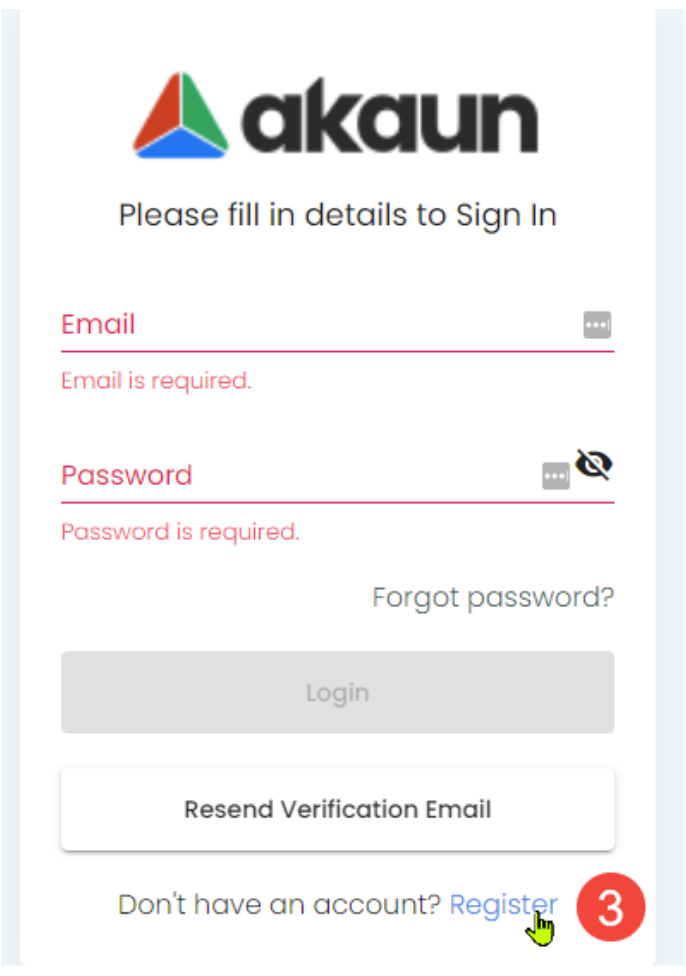 akaun
Please fill in details to Sign In
Email
Email is required.
Password
Password is required.
Forgot password?
Login
Resend Verification Email
Don't have an account? Register 3